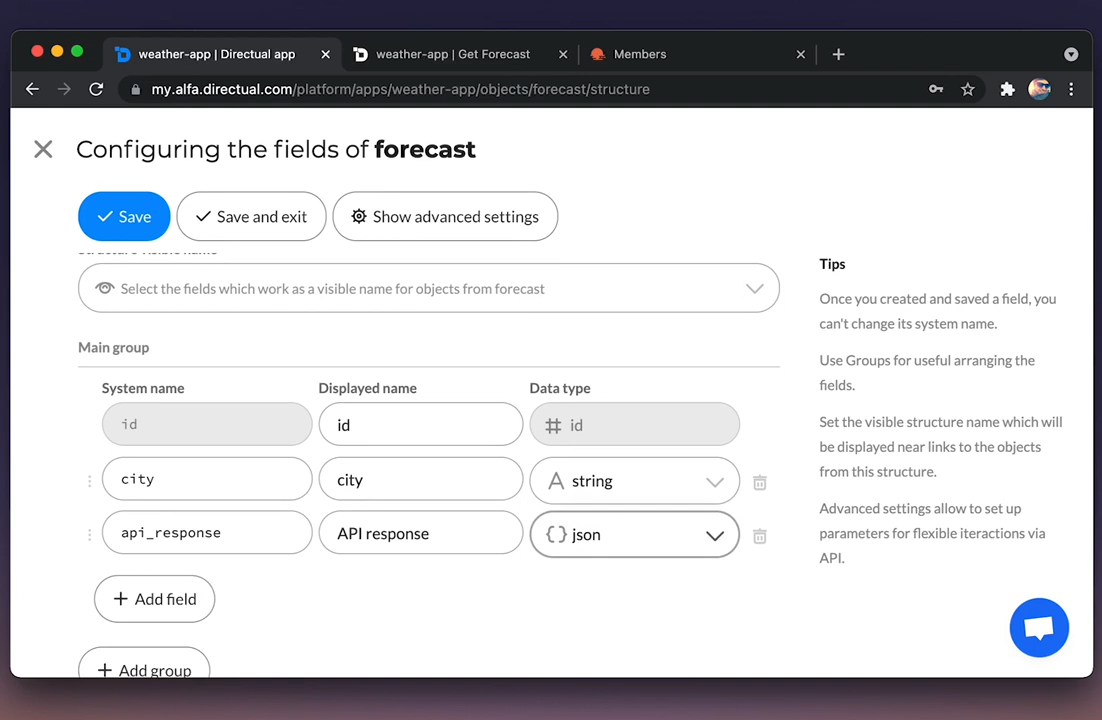 weather-app | Directual app
weather-app | Get Forecast
Members
my.alfa.directual.com/platform/apps/weather-app/objects/forecast/structure
Configuring the fields of forecast
Save
Save and exit
Show advanced settings
Structure visible name
Select the fields which work as a visible name for objects from forecast
Main group
System name Displayed name Data type
id id id
city city string
api_response API response json
Add field
Add group
Tips
Once you created and saved a field, you
can't change its system name.
Use Groups for useful arranging the
fields.
Set the visible structure name which will
be displayed near links to the objects
from this structure.
Advanced settings allow to set up
parameters for flexible iteractions via
API.